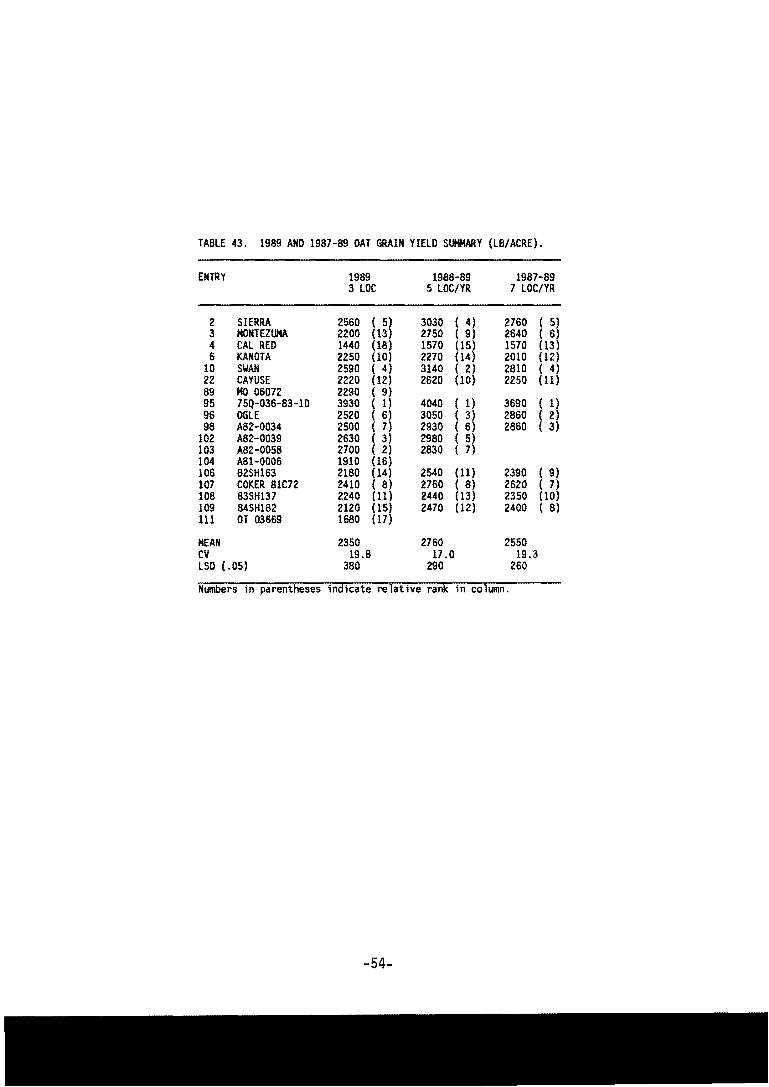 TABLE 43. 1989 AND 1987-89 OAT GRAIN YIELD SUMMARY (LB/ACRE).
ENTRY 1989 1988-89 1987-89
3 LOC 5 LOC/YR 7 LOC/YR
2 SIERRA 2560 ( 5) 3030 ( 4) 2760 ( 5)
3 MONTEZUMA 2200 (13) 2750 ( 9) 2640 ( 6)
4 CAL RED 1440 (18) 1570 (15) 1570 (13)
6 KANOTA 2250 (10) 2270 (14) 2010 (12)
10 SWAN 2590 ( 4) 3140 ( 2) 2810 ( 4)
22 CAYUSE 2220 (12) 2620 (10) 2250 (11)
89 MO 06072 2290 ( 9)
95 75Q-036-83-1D 3930 ( 1) 4040 ( 1) 3690 ( 1)
96 OGLE 2520 ( 6) 3050 ( 3) 2860 ( 2)
98 A82-0034 2500 ( 7) 2930 ( 6) 2860 ( 3)
102 A82-0039 2630 ( 3) 2980 ( 5)
103 A82-0058 2700 ( 2) 2830 ( 7)
104 A81-0006 1910 (16)
106 82SH163 2180 (14) 2540 (11) 2390 ( 9)
107 COKER 81C72 2410 ( 8) 2760 ( 8) 2620 ( 7)
108 83SH137 2240 (11) 2440 (13) 2350 (10)
109 84SH182 2120 (15) 2470 (12) 2400 ( 8)
111 OT 03669 1680 (17)
MEAN 2350 2760 2550
CV 19.8 17.0 19.3
LSD (.05) 380 290 260
Numbers in parentheses indicate relative rank in column.
-54-